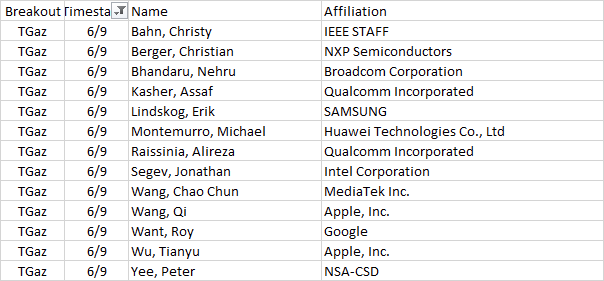 Breakout Timesta Name Affiliation
TGaz 6/9 Bahn, Christy IEEE STAFF
TGaz 6/9 Berger, Christian NXP Semiconductors
TGaz 6/9 Bhandaru, Nehru Broadcom Corporation
TGaz 6/9 Kasher, Assaf Qualcomm Incorporated
TGaz 6/9 Lindskog, Erik SAMSUNG
TGaz 6/9 Montemurro, Michael Huawei Technologies Co., Ltd
TGaz 6/9 Raissinia, Alireza Qualcomm Incorporated
TGaz 6/9 Segev, Jonathan Intel Corporation
TGaz 6/9 Wang, Chao Chun MediaTek Inc.
TGaz 6/9 Wang, Qi Apple, Inc.
TGaz 6/9 Want, Roy Google
TGaz 6/9 Wu, Tianyu Apple, Inc.
TGaz 6/9 Yee, Peter NSA-CSD